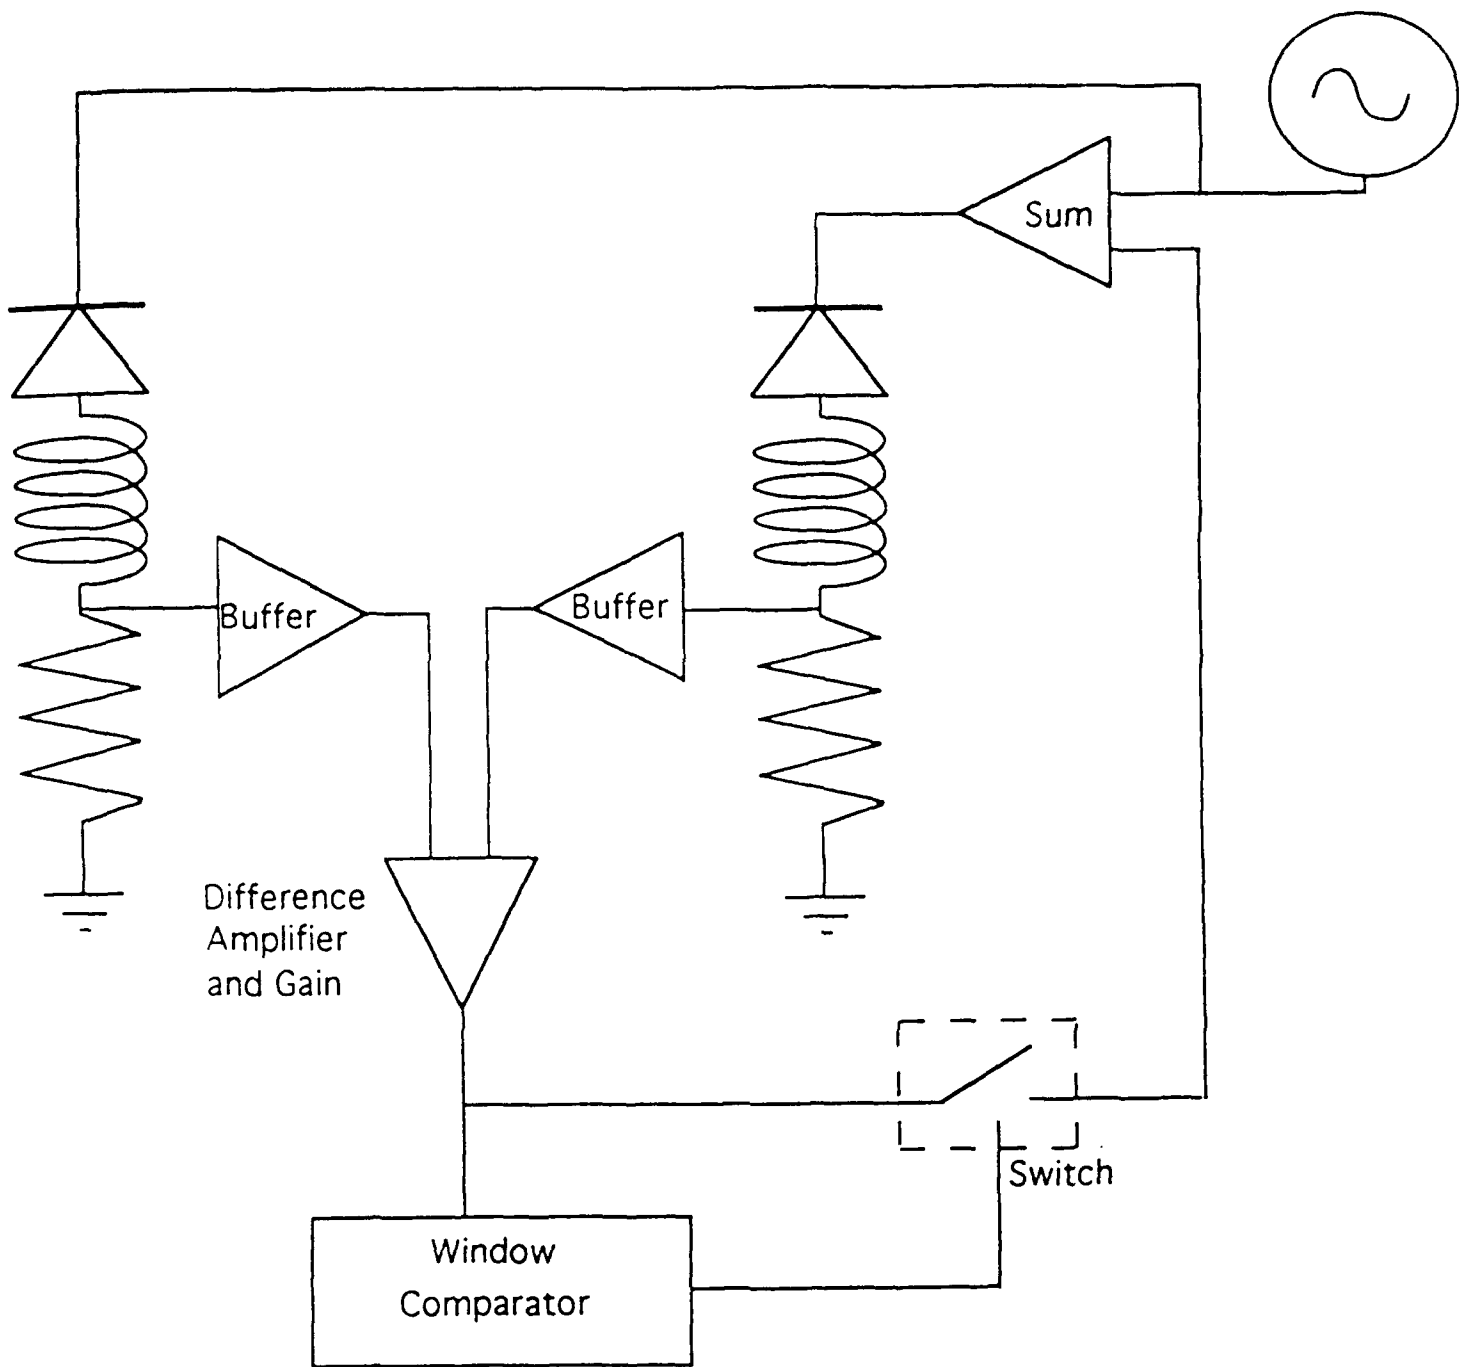 Sum
Buffer
Buffer
Difference
Amplifier
and Gain
Switch
Window
Comparator